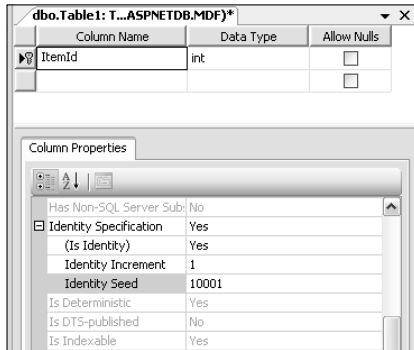 dbo.Table1: T...ASPNETDB.MDF)*
Column Name Data Type Allow Nulls
ItemId int
Column Properties
Has Non-SQL Server Subs No
Identity Specification Yes
(Is Identity) Yes
Identity Increment 1
Identity Seed 10001
Is Deterministic Yes
Is DTS-published No
Is Indexable Yes